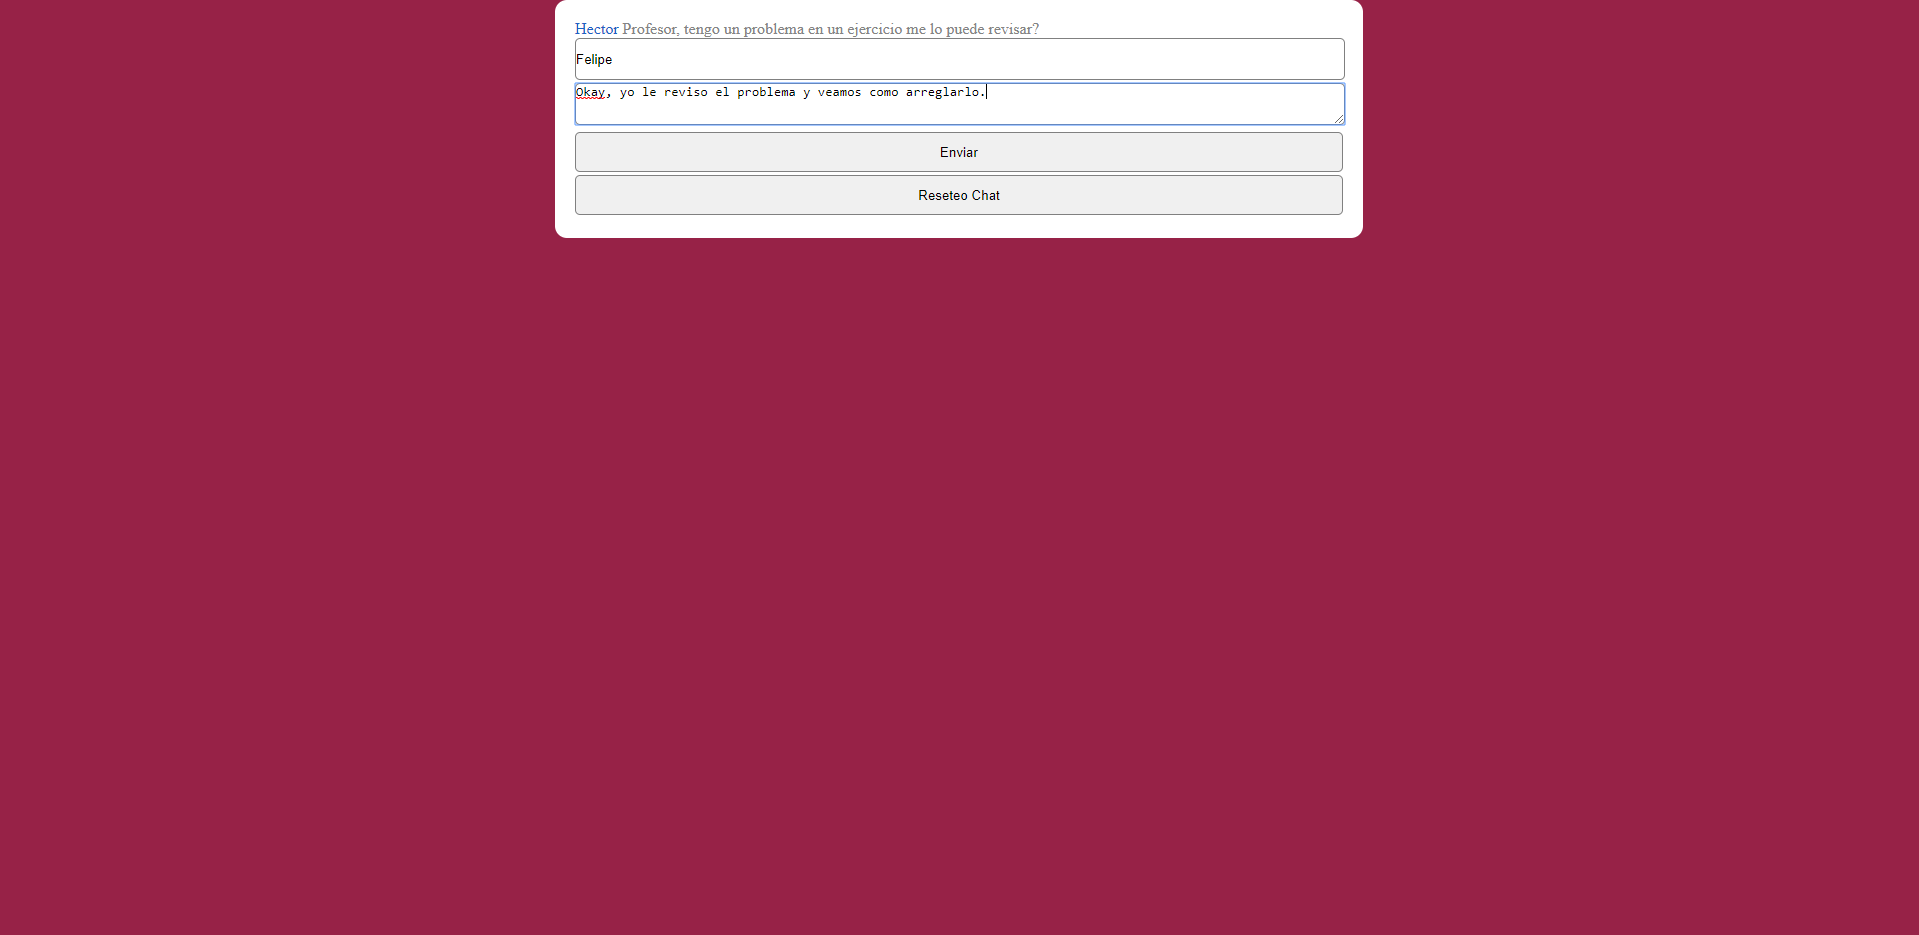 Hector Profesor, tengo un problema en un ejercicio me lo puede revisar?
Felipe
Okay, yo le reviso el problema y veamos como arreglarlo.
Enviar
Reseteo Chat